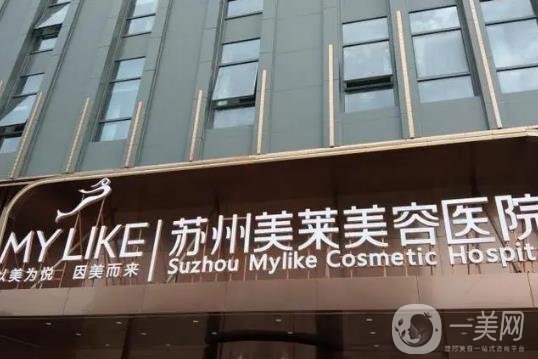 MYLIKE
以美为悦 因美而来
苏州美莱美容医院
Suzhou Mylike Cosmetic Hospit
一美网